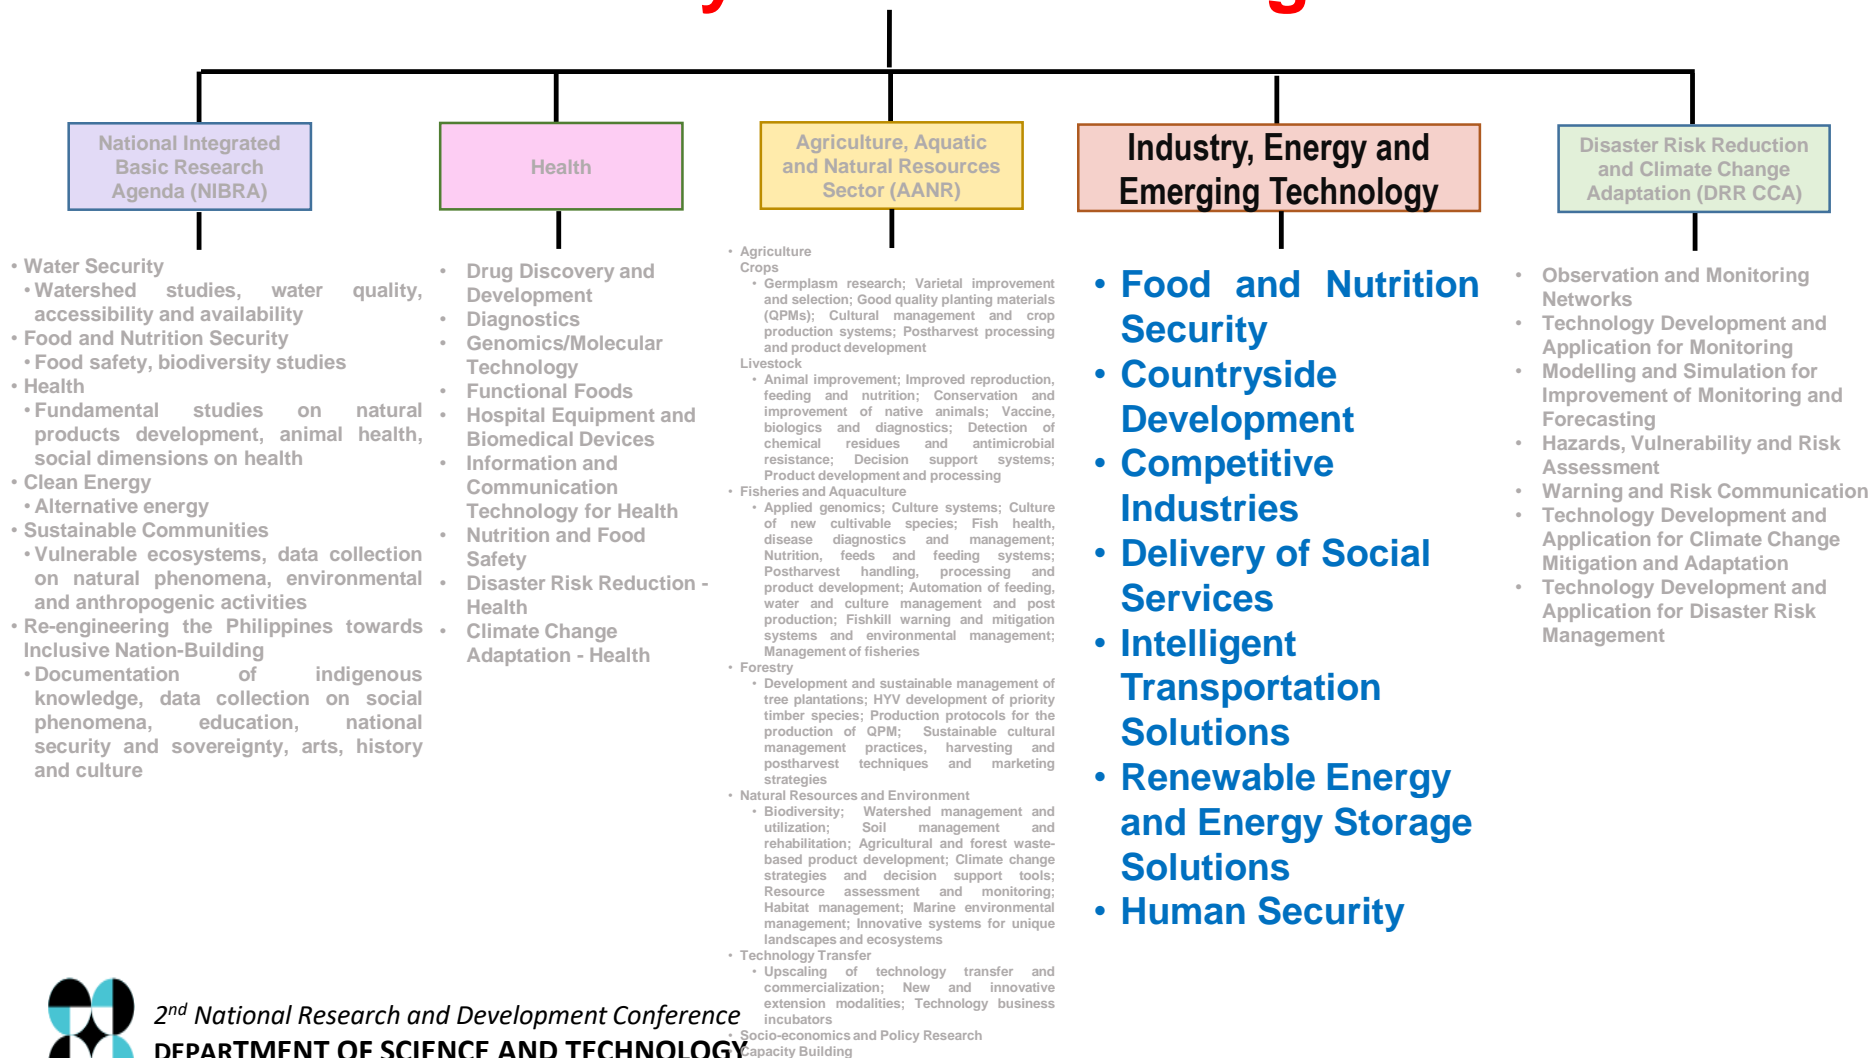 National Integrated
Basic Research
Agenda (NIBRA)
• Water Security
• Watershed studies, water quality,
accessibility and availability
• Food and Nutrition Security
• Food safety, biodiversity studies
• Health
• Fundamental studies on natural
products development, animal health,
social dimensions on health
• Clean Energy
• Alternative energy
• Sustainable Communities
• Vulnerable ecosystems, data collection
on natural phenomena, environmental
and anthropogenic activities
• Re-engineering the Philippines towards
Inclusive Nation-Building
• Documentation of indigenous
knowledge, data collection on social
phenomena, education, national
security and sovereignty, arts, history
and culture
Health
• Drug Discovery and
Development
• Diagnostics
• Genomics/Molecular
Technology
• Functional Foods
• Hospital Equipment and
Biomedical Devices
• Information and
Communication
Technology for Health
• Nutrition and Food
Safety
• Disaster Risk Reduction -
Health
• Climate Change
Adaptation - Health
Agriculture, Aquatic
and Natural Resources
Sector (AANR)
• Agriculture
Crops
• Germplasm research; Varietal improvement
and selection; Good quality planting materials
(QPMs); Cultural management and crop
production systems; Postharvest processing
and product development
Livestock
• Animal improvement; Improved reproduction,
feeding and nutrition; Conservation and
improvement of native animals; Vaccine,
biologics and diagnostics; Detection of
chemical residues and antimicrobial
resistance; Decision support systems;
Product development and processing
• Fisheries and Aquaculture
• Applied genomics; Culture systems; Culture
of new cultivable species; Fish health,
disease diagnostics and management;
Nutrition, feeds and feeding systems;
Postharvest handling, processing and
product development; Automation of feeding,
water and culture management and post
production; Fishkill warning and mitigation
systems and environmental management;
Management of fisheries
• Forestry
• Development and sustainable management of
tree plantations; HYV development of priority
timber species; Production protocols for the
production of QPM; Sustainable cultural
management practices, harvesting and
postharvest techniques and marketing
strategies
• Natural Resources and Environment
• Biodiversity; Watershed management and
utilization; Soil management and
rehabilitation; Agricultural and forest waste-
based product development; Climate change
strategies and decision support tools;
Resource assessment and monitoring;
Habitat management; Marine environmental
management; Innovative systems for unique
landscapes and ecosystems
• Technology Transfer
• Upscaling of technology transfer and
commercialization; New and innovative
extension modalities; Technology business
incubators
• Socio-economics and Policy Research
Capacity Building
Industry, Energy and
Emerging Technology
• Food and Nutrition
Security
• Countryside
Development
• Competitive
Industries
• Delivery of Social
Services
• Intelligent
Transportation
Solutions
• Renewable Energy
and Energy Storage
Solutions
• Human Security
Disaster Risk Reduction
and Climate Change
Adaptation (DRR CCA)
• Observation and Monitoring
Networks
• Technology Development and
Application for Monitoring
• Modelling and Simulation for
Improvement of Monitoring and
Forecasting
• Hazards, Vulnerability and Risk
Assessment
• Warning and Risk Communication
• Technology Development and
Application for Climate Change
Mitigation and Adaptation
• Technology Development and
Application for Disaster Risk
Management
2nd National Research and Development Conference
DEPARTMENT OF SCIENCE AND TECHNOLOGY